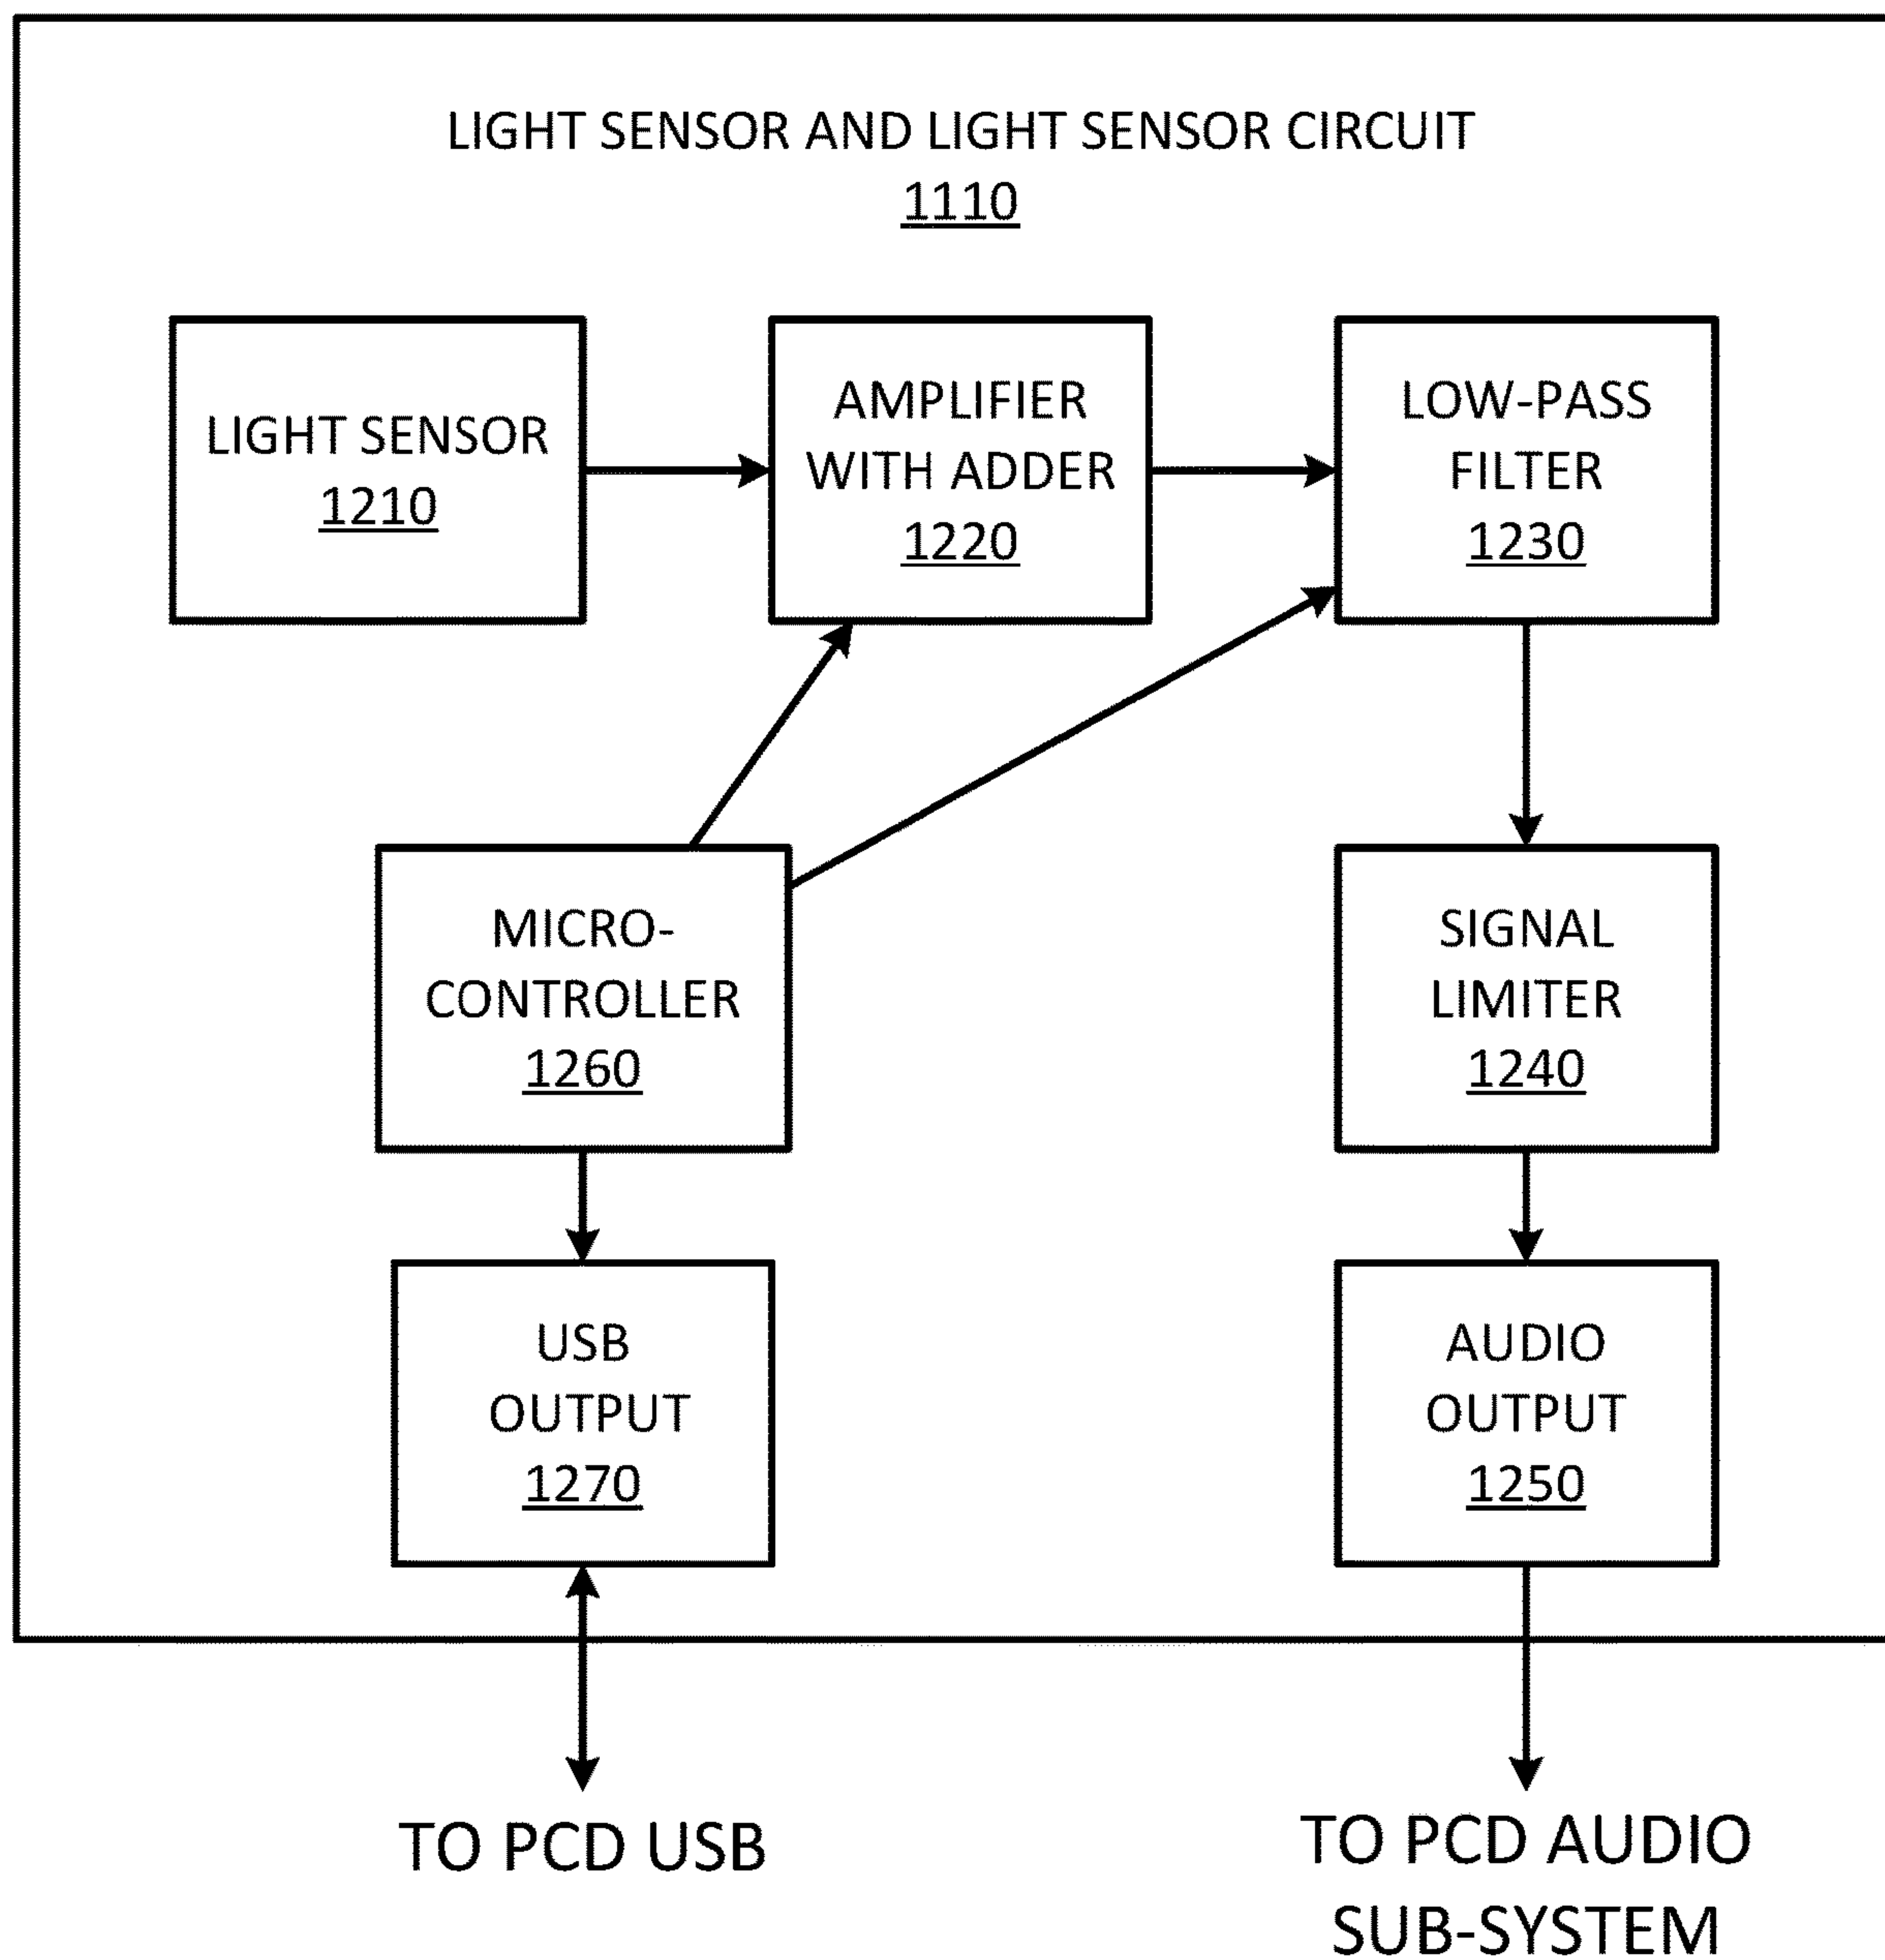 LIGHT SENSOR AND LIGHT SENSOR CIRCUIT
1110
LIGHT SENSOR
1210
AMPLIFIER
WITH ADDER
1220
LOW-PASS
FILTER
1230
MICRO-
CONTROLLER
1260
SIGNAL
LIMITER
1240
USB
OUTPUT
1270
AUDIO
OUTPUT
1250
TO PCD USB
TO PCD AUDIO
SUB-SYSTEM